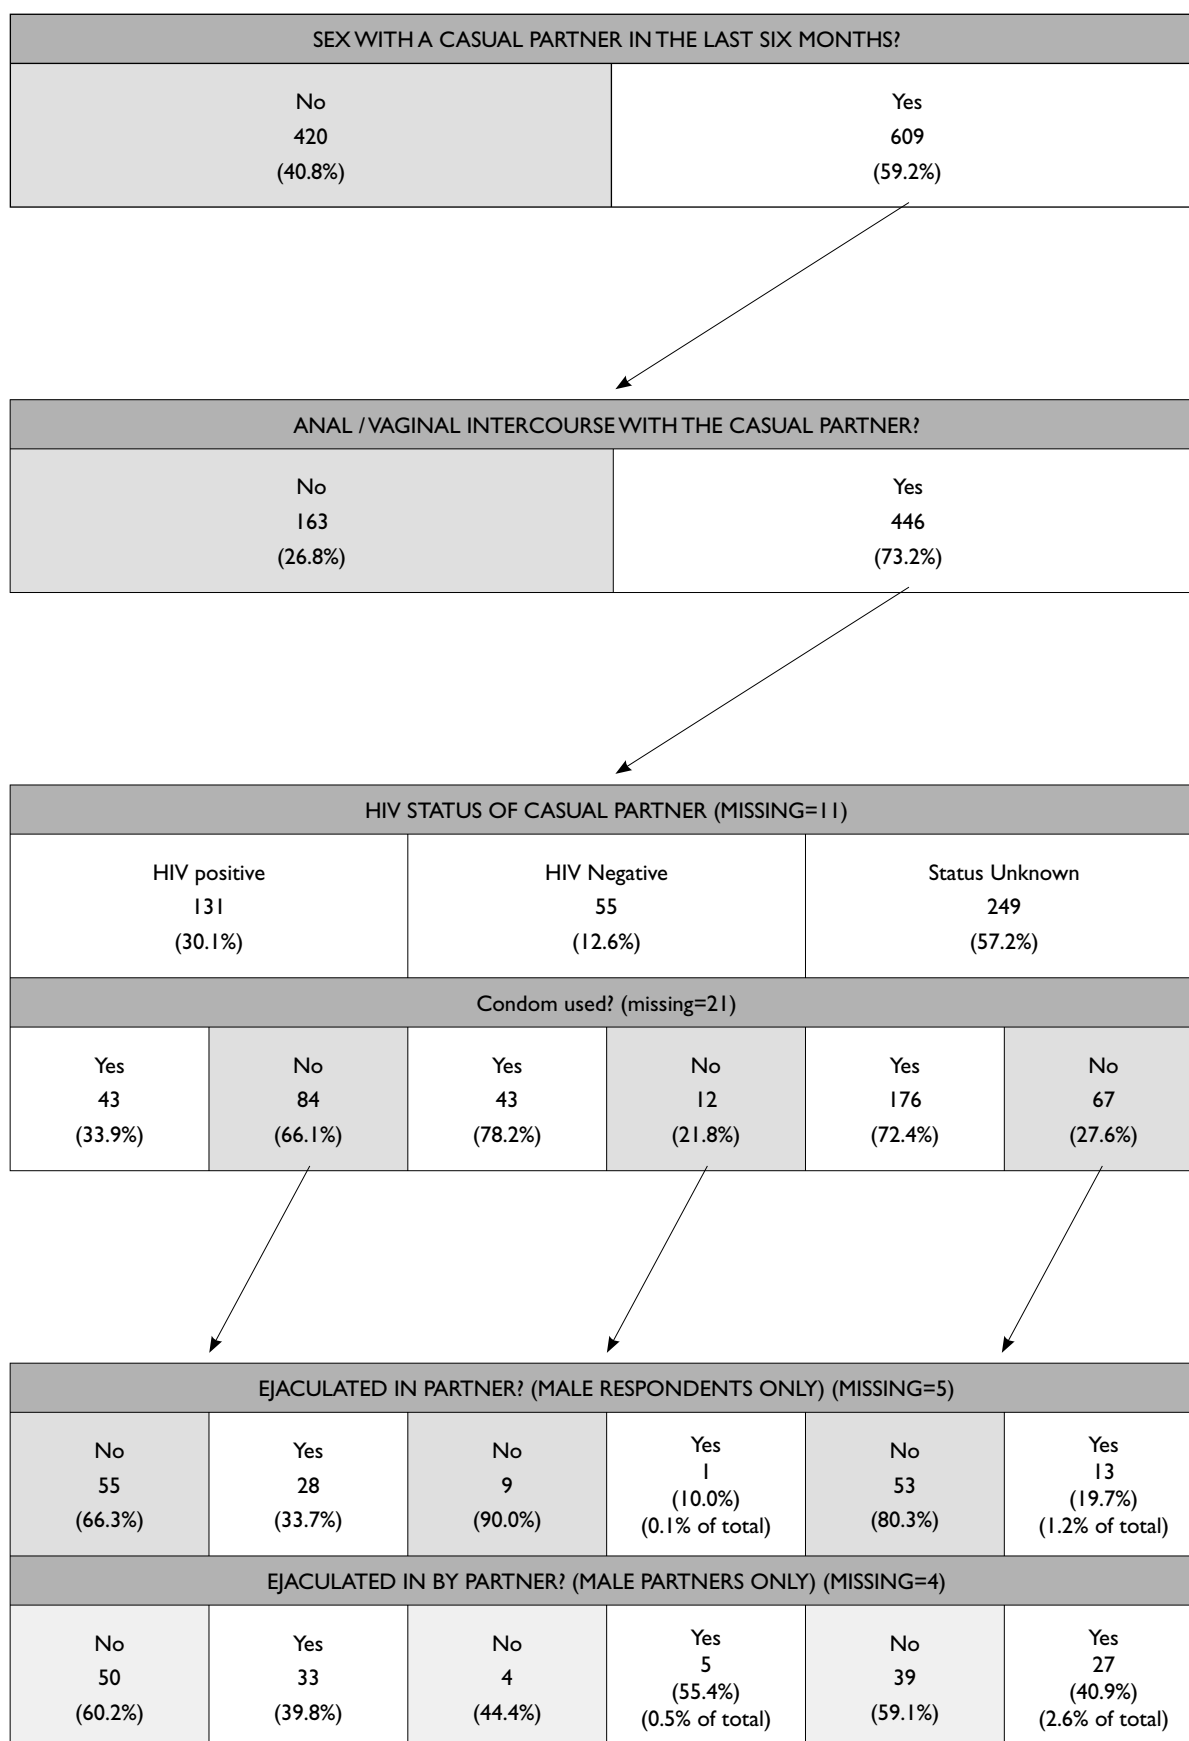 SEX WITH A CASUAL PARTNER IN THE LAST SIX MONTHS?
No
420
(40.8%)
Yes
609
(59.2%)
ANAL / VAGINAL INTERCOURSE WITH THE CASUAL PARTNER?
No
163
(26.8%)
Yes
446
(73.2%)
HIV STATUS OF CASUAL PARTNER (MISSING=11)
HIV positive
131
(30.1%)
HIV Negative
55
(12.6%)
Status Unknown
249
(57.2%)
Condom used? (missing=21)
Yes
43
(33.9%)
No
84
(66.1%)
Yes
43
(78.2%)
No
12
(21.8%)
Yes
176
(72.4%)
No
67
(27.6%)
EJACULATED IN PARTNER? (MALE RESPONDENTS ONLY) (MISSING=5)
No
55
(66.3%)
Yes
28
(33.7%)
No
9
(90.0%)
Yes
1
(10.0%)
(0.1% of total)
No
53
(80.3%)
Yes
13
(19.7%)
(1.2% of total)
EJACULATED IN BY PARTNER? (MALE PARTNERS ONLY) (MISSING=4)
No
50
(60.2%)
Yes
33
(39.8%)
No
4
(44.4%)
Yes
5
(55.4%)
(0.5% of total)
No
39
(59.1%)
Yes
27
(40.9%)
(2.6% of total)